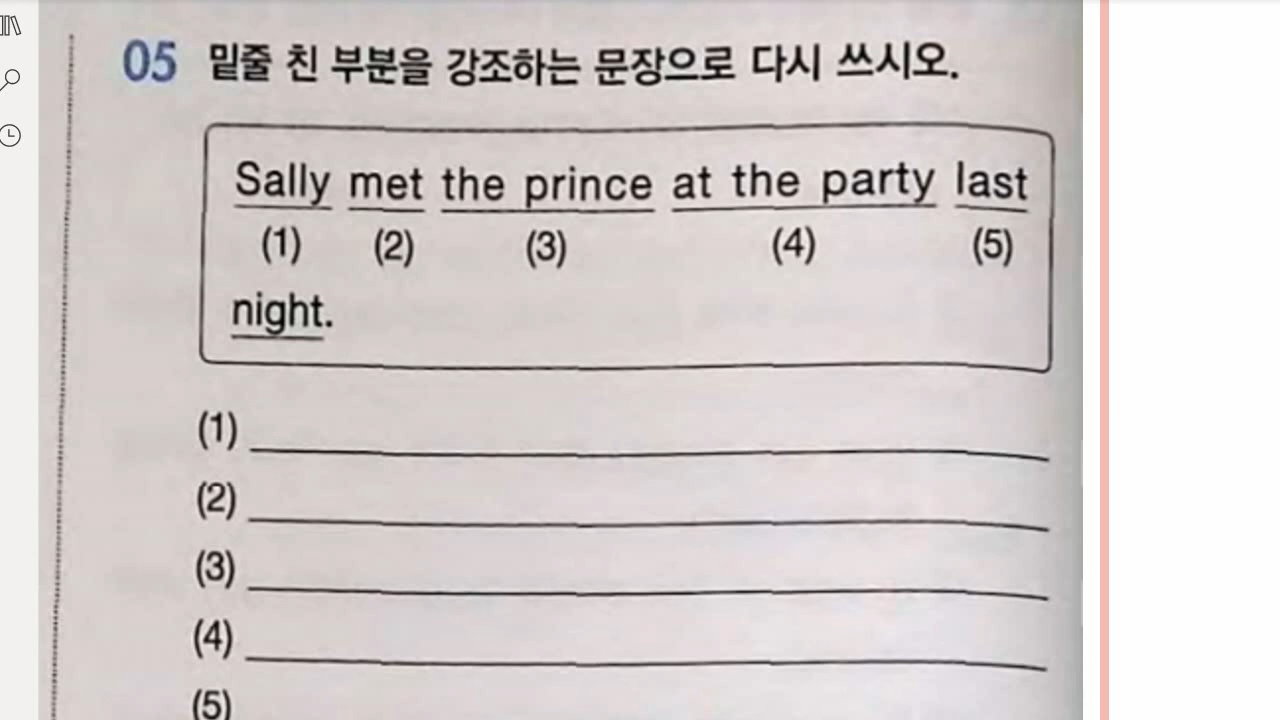 05 밑줄 친 부분을 강조하는 문장으로 다시 쓰시오.
Sally met the prince at the party last
(1) (2) (3) (4) (5)
night.
(1)
(2)
(3)
(4)
(5)